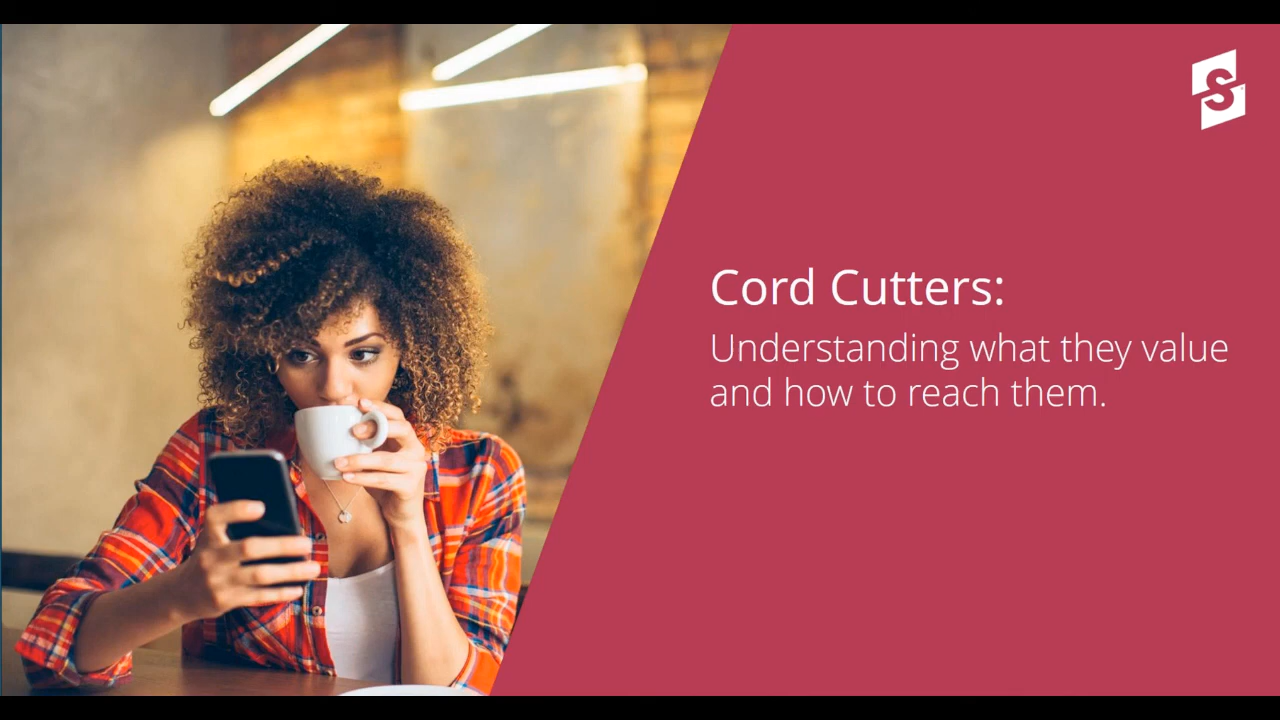 S
Cord Cutters:
Understanding what they value
and how to reach them.